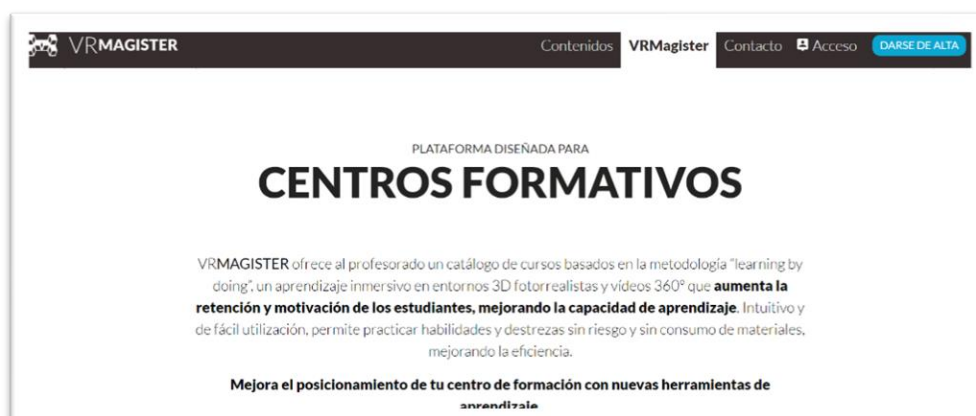 VRMAGISTER
Contenidos VRMagister Contacto Acceso DARSE DE ALTA
PLATAFORMA DISEÑADA PARA
CENTROS FORMATIVOS
VRMAGISTER ofrece al profesorado un catálogo de cursos basados en la metodología "learning by
doing", un aprendizaje inmersivo en entornos 3D fotorrealistas y vídeos 360º que aumenta la
retención y motivación de los estudiantes, mejorando la capacidad de aprendizaje. Intuitivo y
de fácil utilización, permite practicar habilidades y destrezas sin riesgo y sin consumo de materiales,
mejorando la eficiencia.
Mejora el posicionamiento de tu centro de formación con nuevas herramientas de
aprendizaje